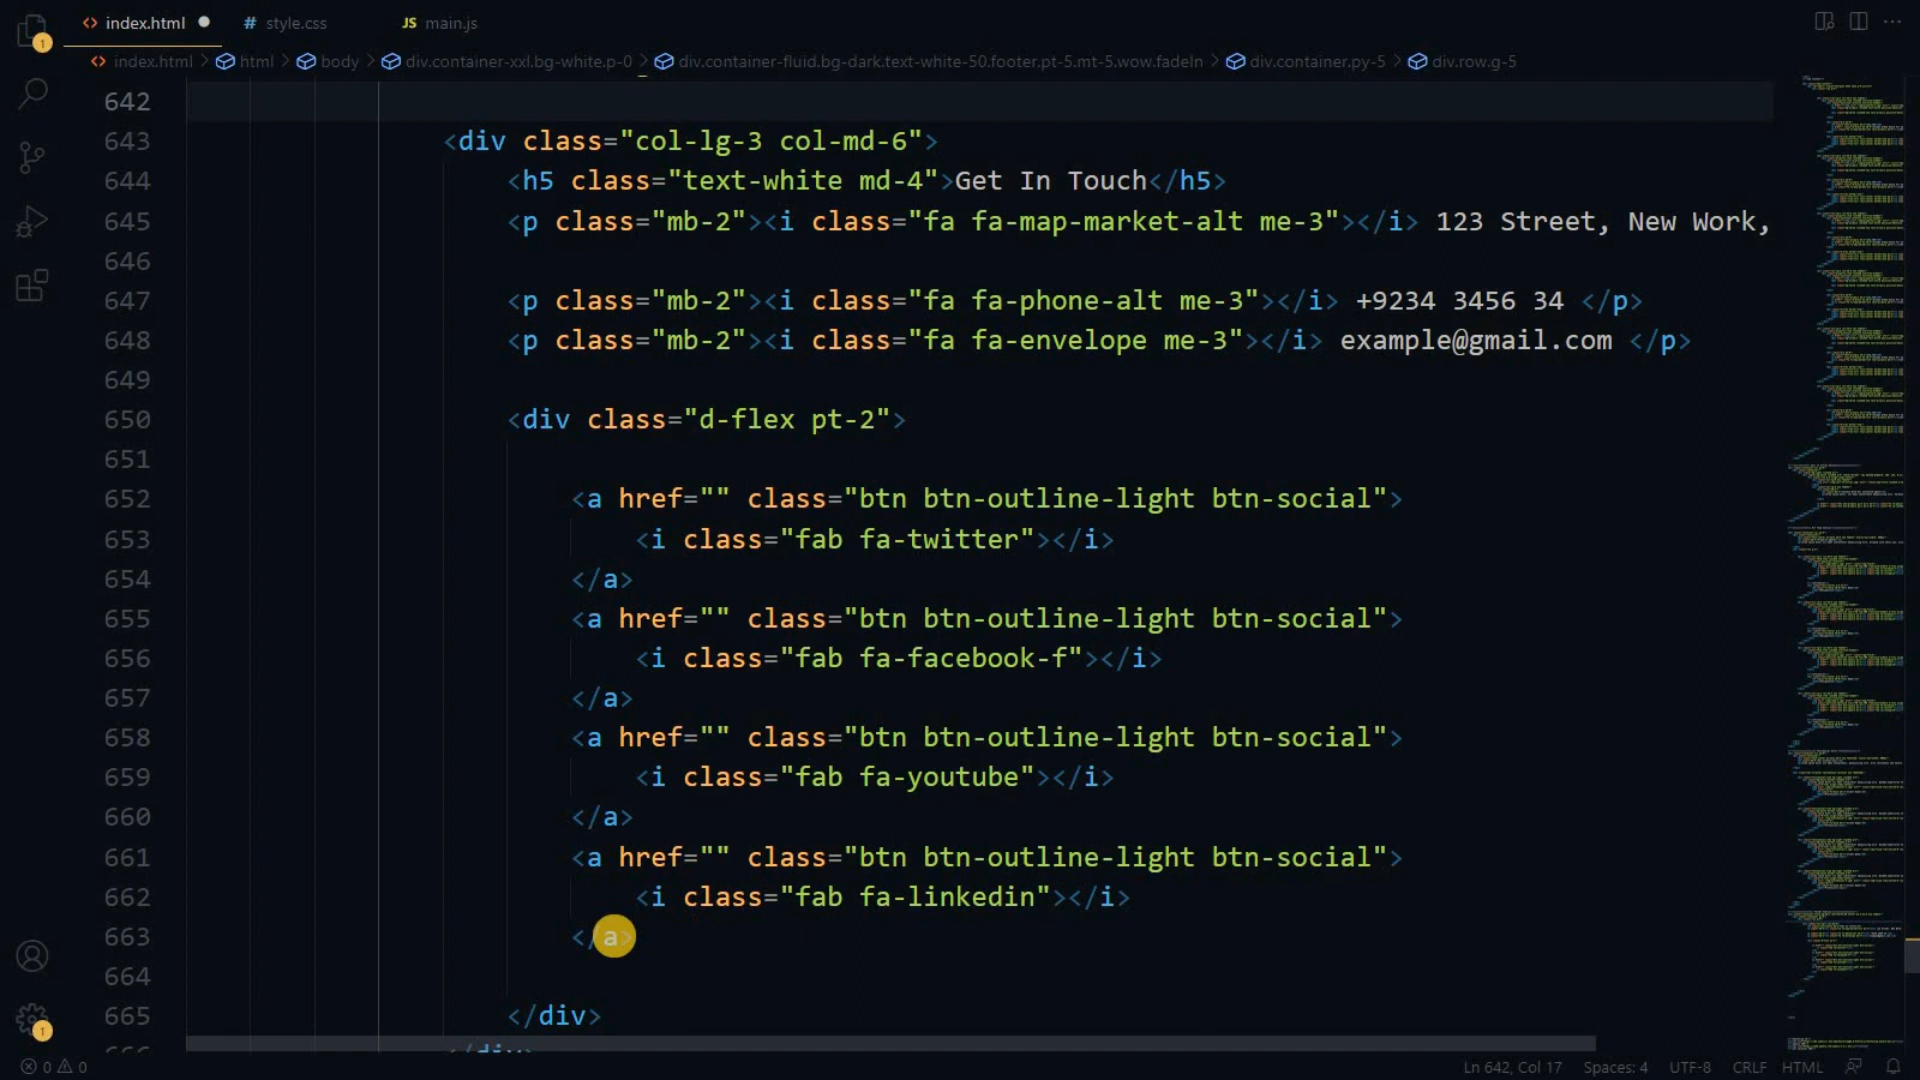 index.html
style.css
JS main.js
index.html > html > body > div.container-xxl.bg-white.p-0 > div.container-fluid.bg-dark.text-white-50.footer.pt-5.mt-5.wow.fadeIn > div.container.py-5 > div.row.g-5
642
643 <div class="col-lg-3 col-md-6">
644 <h5 class="text-white md-4">Get In Touch</h5>
645 <p class="mb-2"><i class="fa fa-map-market-alt me-3"></i> 123 Street, New Work,
646
647 <p class="mb-2"><i class="fa fa-phone-alt me-3"></i> +9234 3456 34 </p>
648 <p class="mb-2"><i class="fa fa-envelope me-3"></i> example@gmail.com </p>
649
650 <div class="d-flex pt-2">
651
652 <a href="" class="btn btn-outline-light btn-social">
653 <i class="fab fa-twitter"></i>
654 </a>
655 <a href="" class="btn btn-outline-light btn-social">
656 <i class="fab fa-facebook-f"></i>
657 </a>
658 <a href="" class="btn btn-outline-light btn-social">
659 <i class="fab fa-youtube"></i>
660 </a>
661 <a href="" class="btn btn-outline-light btn-social">
662 <i class="fab fa-linkedin"></i>
663 </a>
664
665 </div>
666 </div>
1
1
0 0
Ln 642, Col 17 Spaces: 4 UTF-8 CRLF HTML